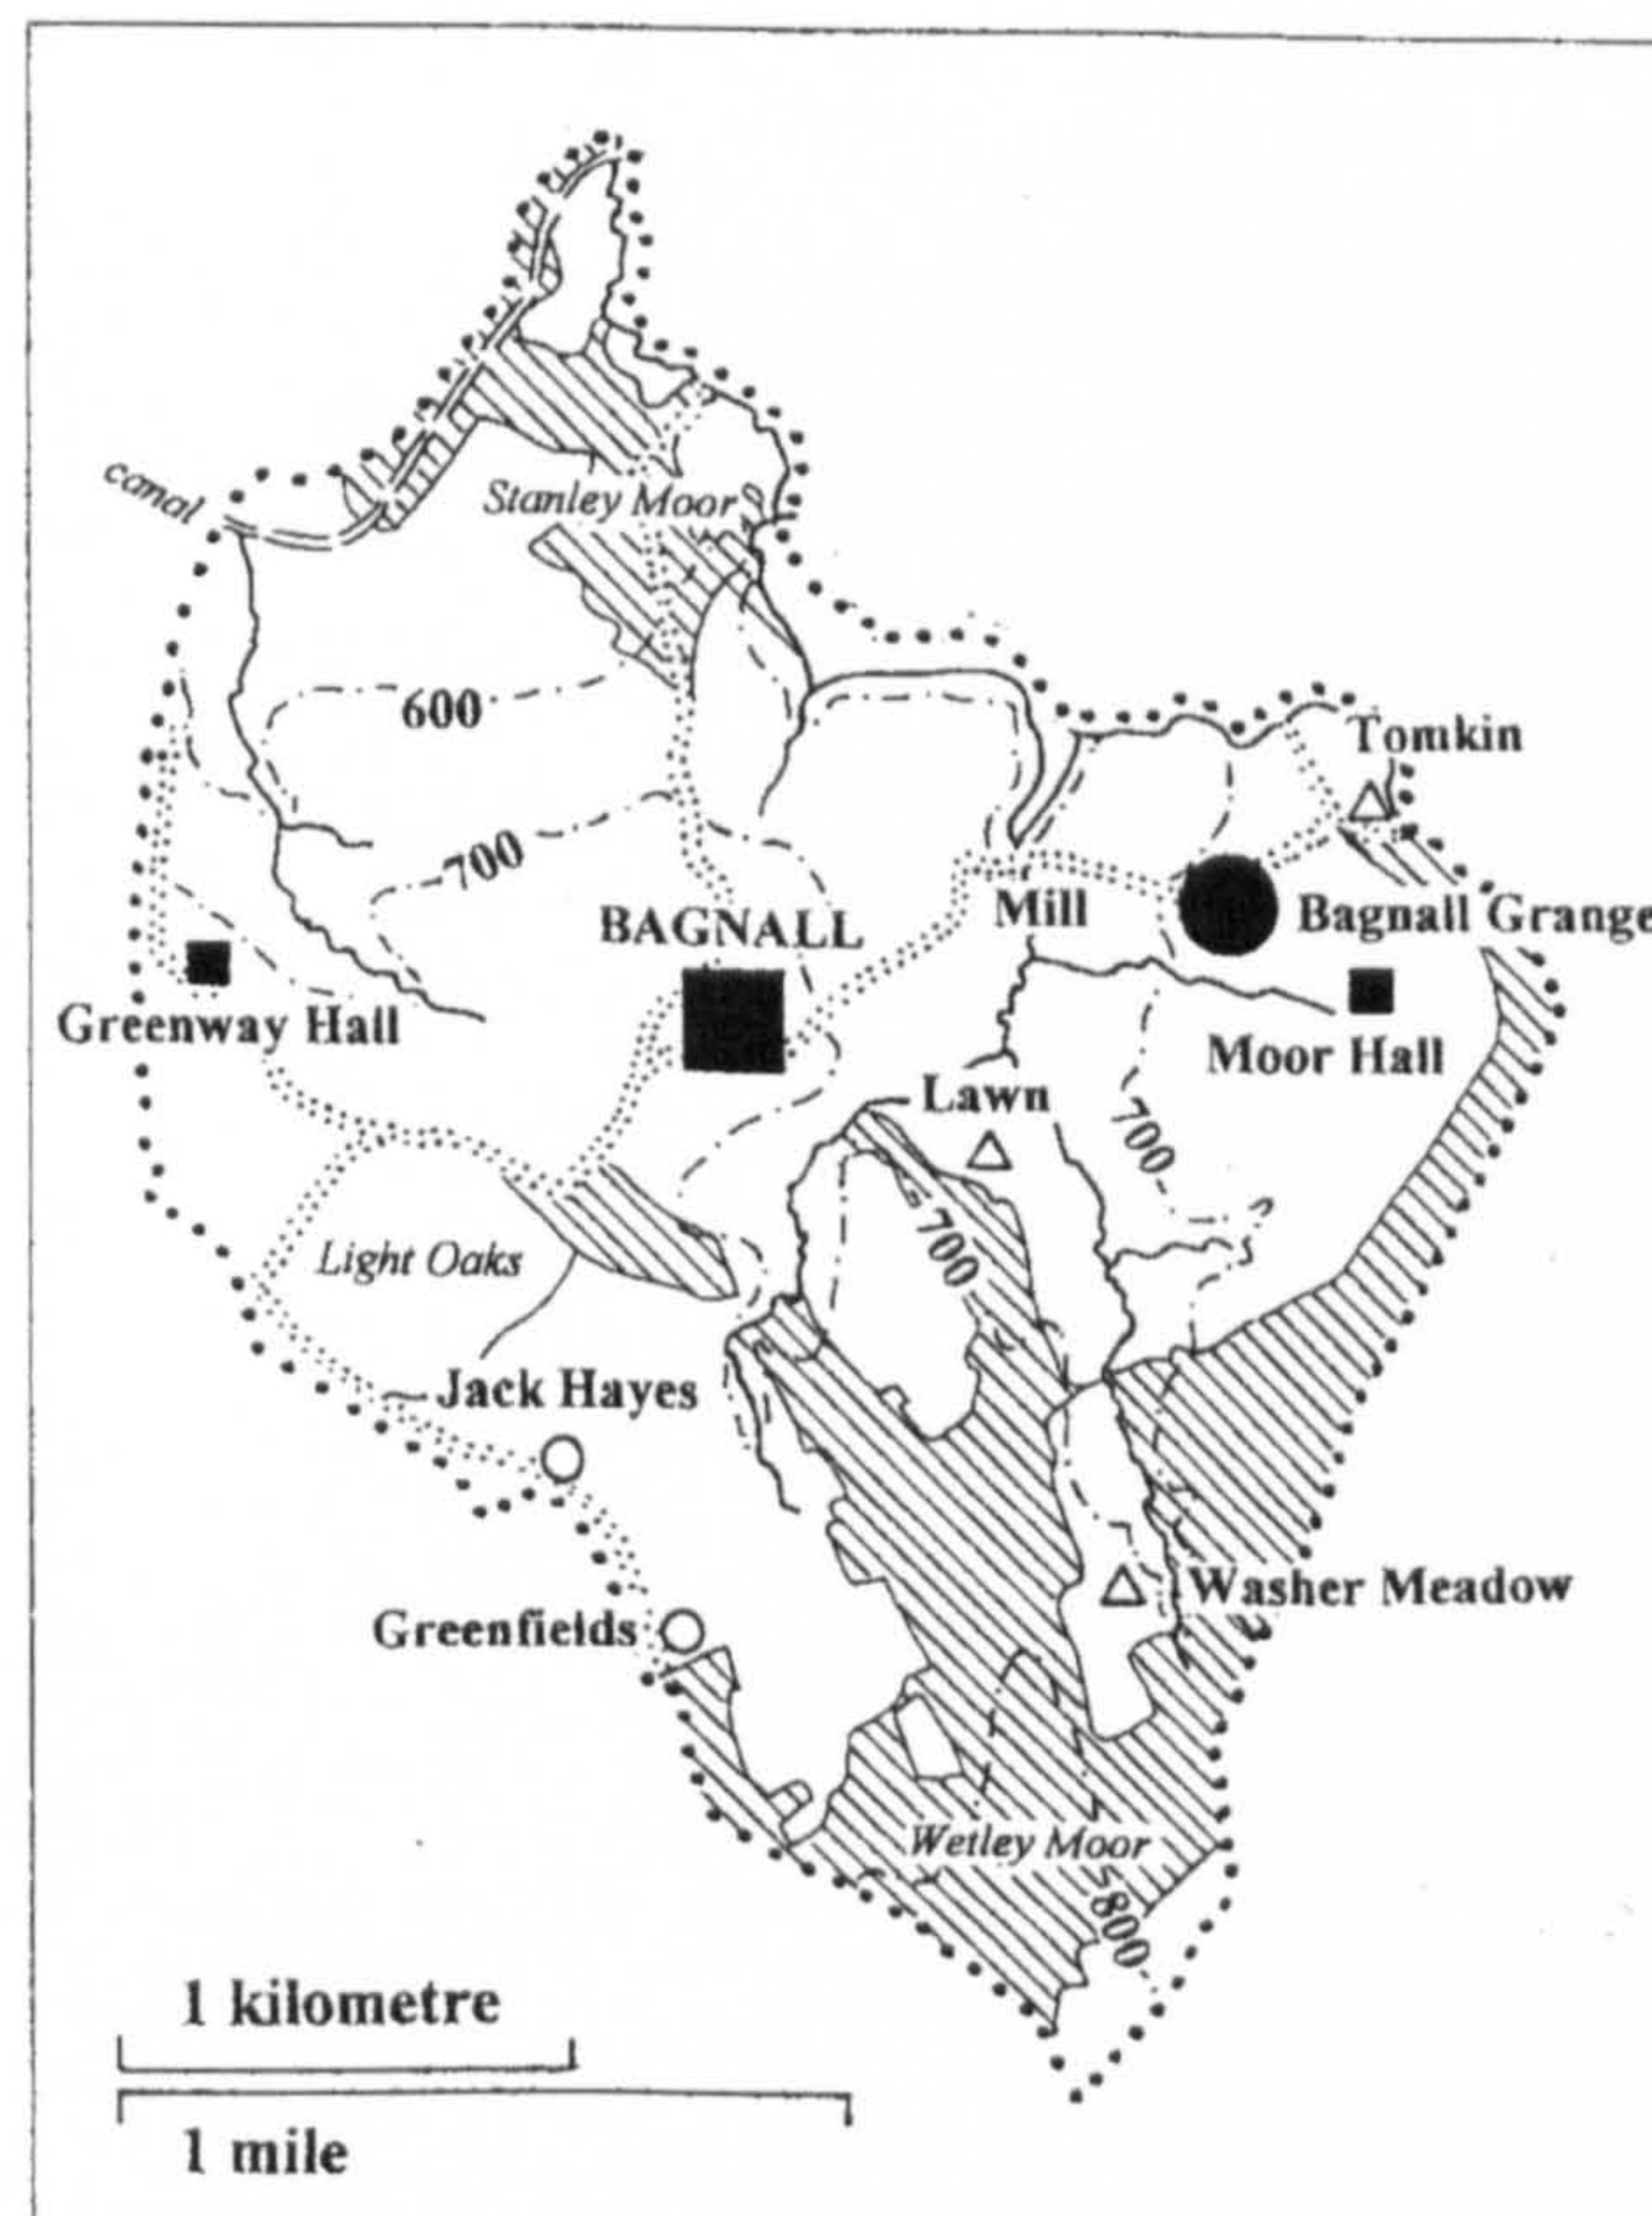 canal
Stanley Moor
600
Tomkin
700
BAGNALL
Mill
Bagnall Grange
Greenway Hall
Moor Hall
Lawn
700
700
Light Oaks
Jack Hayes
Washer Meadow
Greenfields
Wetley Moor
800
1 kilometre
1 mile